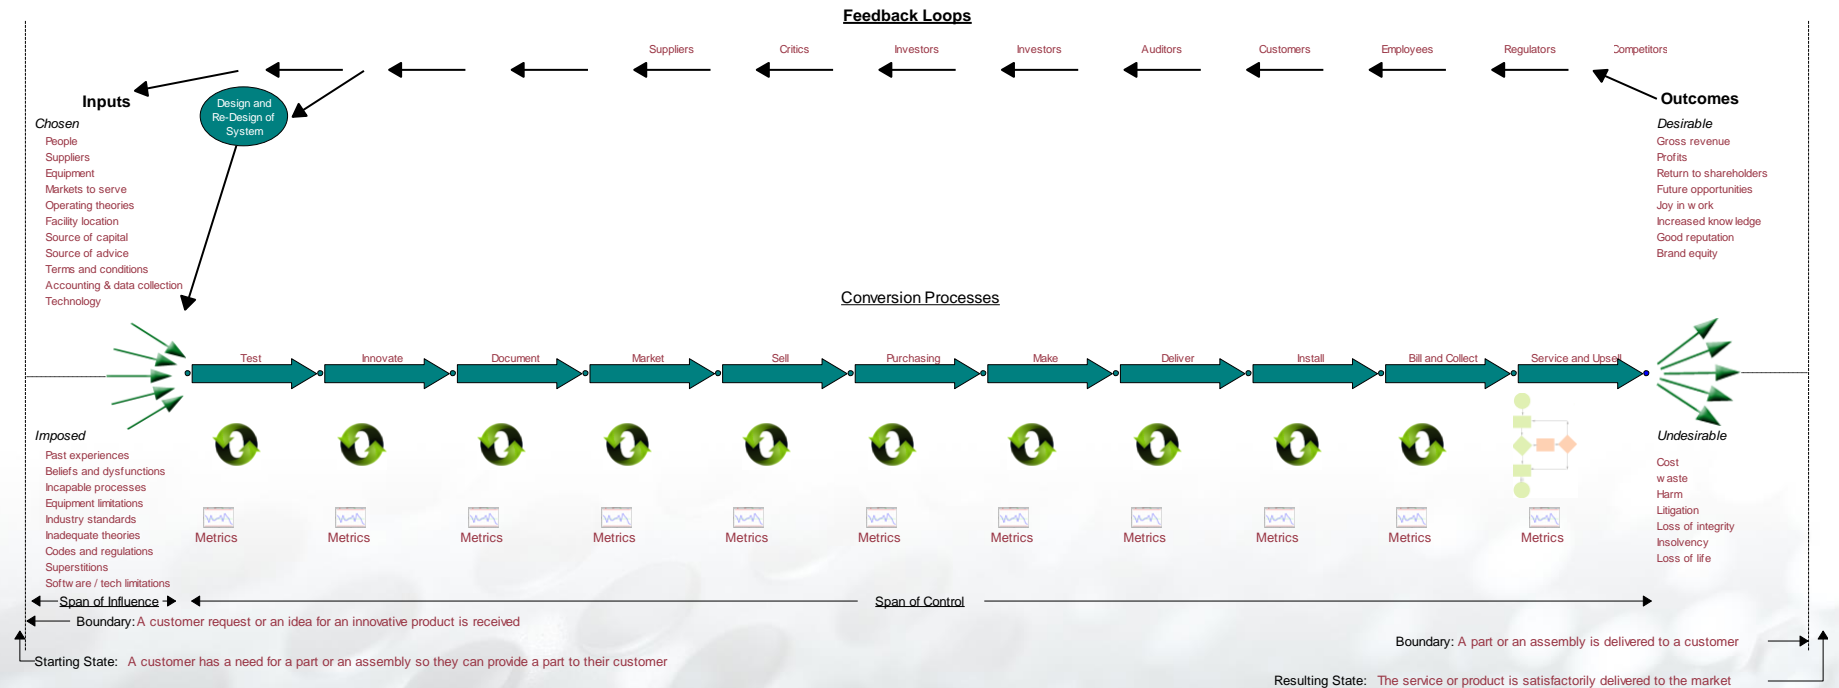 Feedback Loops
Suppliers
Critics
Investors
Investors
Auditors
Customers
Employees
Regulators
Competitors
Inputs
Design and
Re-Design of
System
Outcomes
Chosen
People
Suppliers
Equipment
Markets to serve
Operating theories
Facility location
Source of capital
Source of advice
Terms and conditions
Accounting & data collection
Technology
Desirable
Gross revenue
Profits
Return to shareholders
Future opportunities
Joy in work
Increased knowledge
Good reputation
Brand equity
Conversion Processes
Test
Innovate
Document
Market
Sell
Purchasing
Make
Deliver
Install
Bill and Collect
Service and Upsell
Imposed
Past experiences
Beliefs and dysfunctions
Incapable processes
Equipment limitations
Industry standards
Inadequate theories
Codes and regulations
Superstitions
Software / tech limitations
Undesirable
Cost
waste
Harm
Litigation
Loss of integrity
Insolvency
Loss of life
Metrics
Metrics
Metrics
Metrics
Metrics
Metrics
Metrics
Metrics
Metrics
Metrics
Metrics
Span of Influence
Span of Control
Boundary: A customer request or an idea for an innovative product is received
Boundary: A part or an assembly is delivered to a customer
Starting State: A customer has a need for a part or an assembly so they can provide a part to their customer
Resulting State: The service or product is satisfactorily delivered to the market